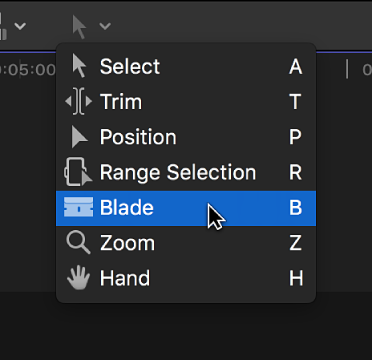 :05:00
0
Select A
Trim T
Position P
Range Selection R
Blade B
Zoom Z
Hand H